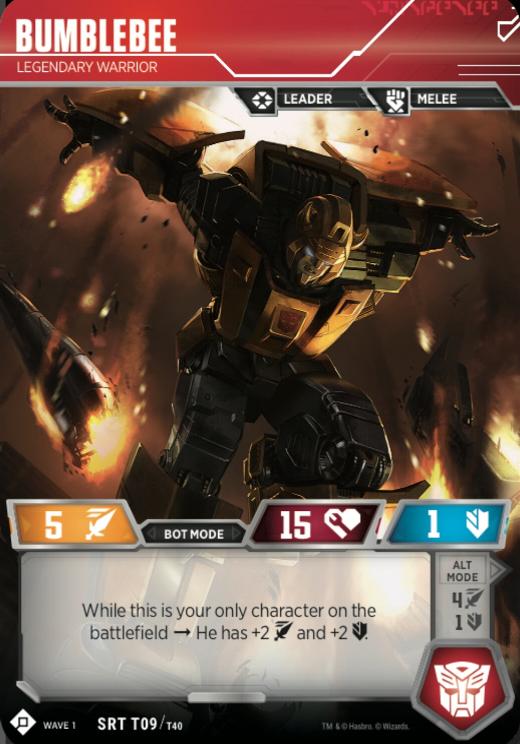 BUMBLEBEE
LEGENDARY WARRIOR
LEADER
MELEE
5
BOT MODE
15
1
While this is your only character on the
battlefield → He has +2 and +2 .
ALT
MODE
4
1
WAVE 1
SRT T09/T40
TM & © Hasbro. © Wizards.